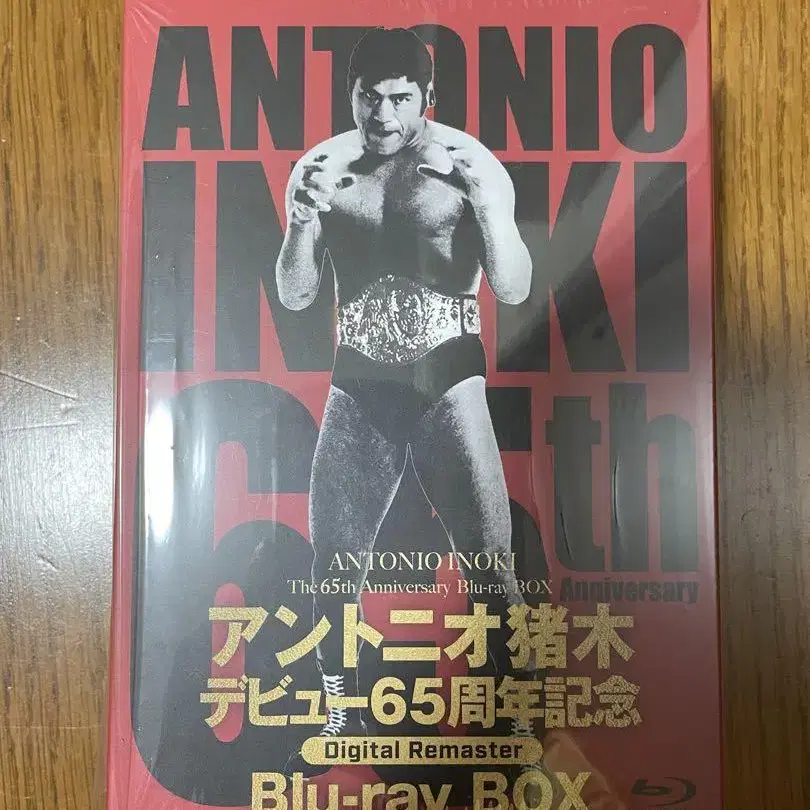 ANTONIO
INOKI
65th
Anniversary
ANTONIO INOKI
The 65th Anniversary Blu-ray BOX
アントニオ猪木
デビュー65周年記念
Digital Remaster
Blu-ray BOX